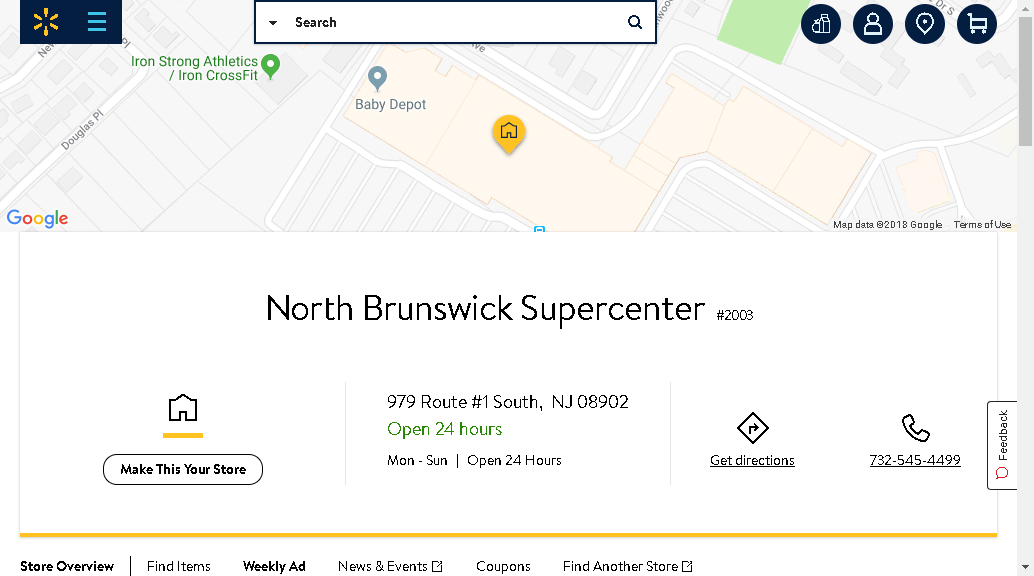 Search
Iron Strong Athletics
/ Iron CrossFit
Baby Depot
Douglas Pl
Google
Map data ©2018 Google Terms of Use
North Brunswick Supercenter #2003
979 Route #1 South, NJ 08902
Open 24 hours
Mon - Sun | Open 24 Hours
Make This Your Store
Get directions
732-545-4499
Feedback
Store Overview
Find Items
Weekly Ad
News & Events
Coupons
Find Another Store